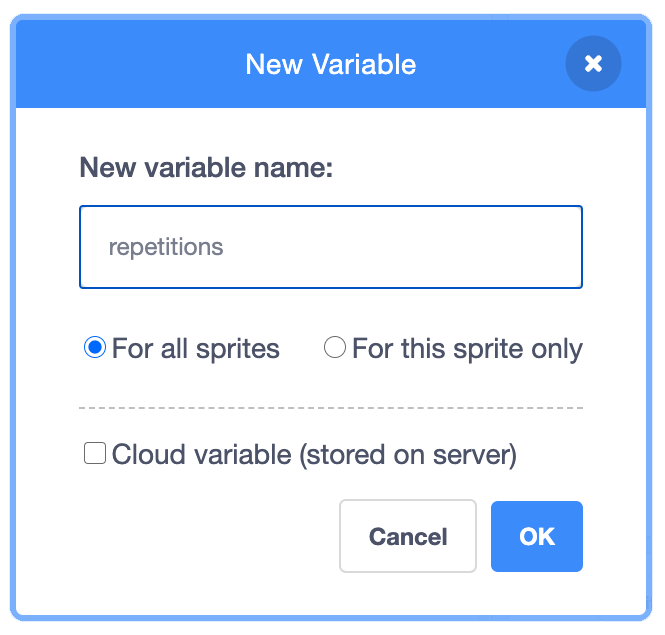 New Variable
New variable name:
repetitions
For all sprites For this sprite only
Cloud variable (stored on server)
Cancel OK